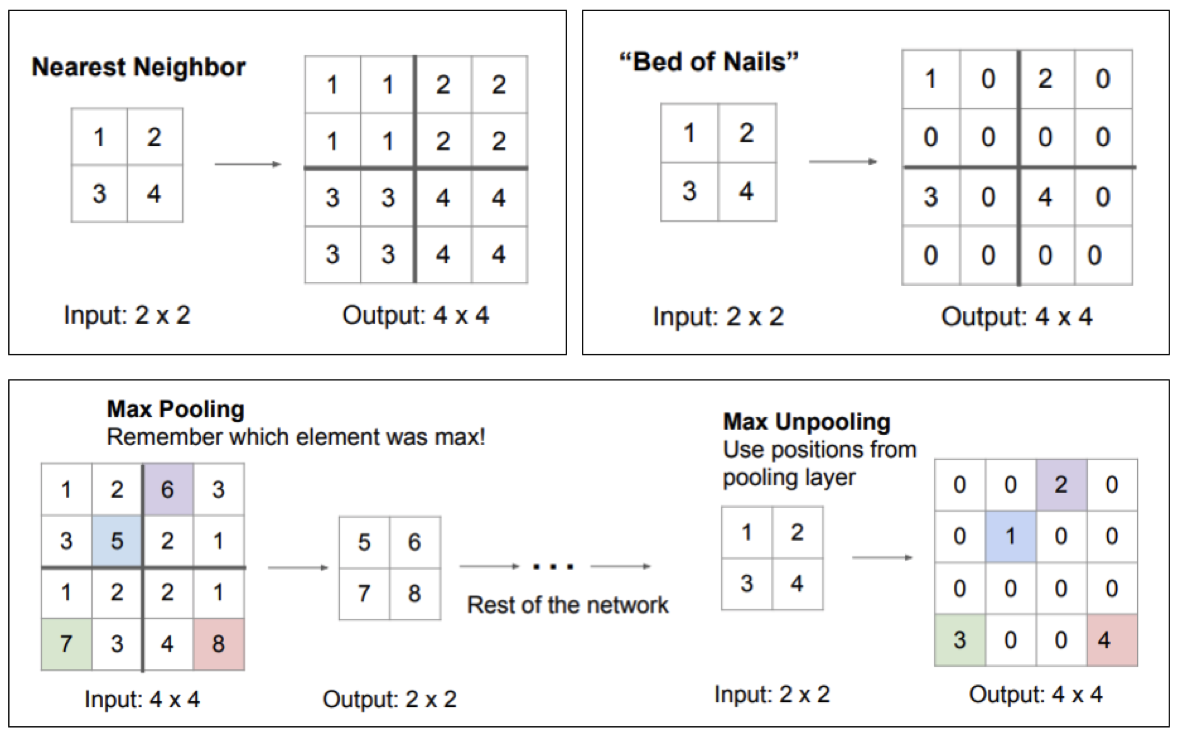 Nearest Neighbor
1 2
3 4
1 1 2 2
1 1 2 2
3 3 4 4
3 3 4 4
Input: 2 x 2
Output: 4 x 4
“Bed of Nails”
1 2
3 4
1 0 2 0
0 0 0 0
3 0 4 0
0 0 0 0
Input: 2 x 2
Output: 4 x 4
Max Pooling
Remember which element was max!
1 2 6 3
3 5 2 1
1 2 2 1
7 3 4 8
Input: 4 x 4
5 6
7 8
Output: 2 x 2
...
Rest of the network
Max Unpooling
Use positions from
pooling layer
1 2
3 4
Input: 2 x 2
0 0 2 0
0 1 0 0
0 0 0 0
3 0 0 4
Output: 4 x 4